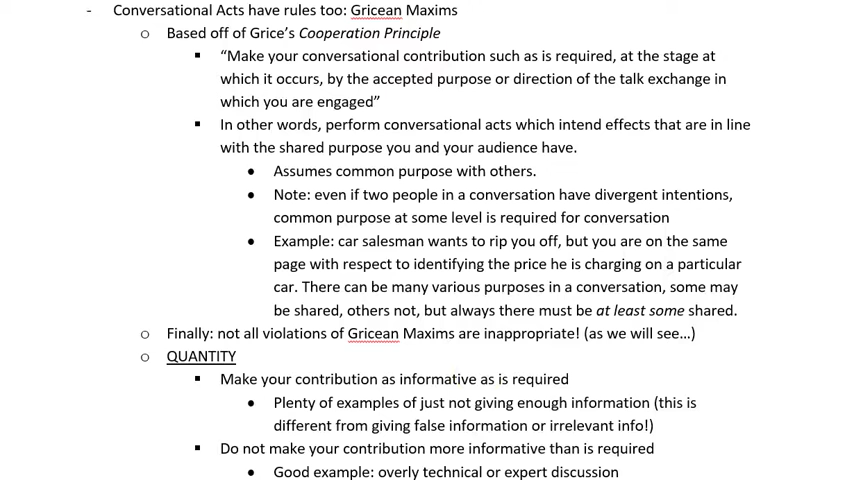 - Conversational Acts have rules too: Gricean Maxims
o Based off of Grice's Cooperation Principle
▪ “Make your conversational contribution such as is required, at the stage at
which it occurs, by the accepted purpose or direction of the talk exchange in
which you are engaged”
▪ In other words, perform conversational acts which intend effects that are in line
with the shared purpose you and your audience have.
• Assumes common purpose with others.
• Note: even if two people in a conversation have divergent intentions,
common purpose at some level is required for conversation
• Example: car salesman wants to rip you off, but you are on the same
page with respect to identifying the price he is charging on a particular
car. There can be many various purposes in a conversation, some may
be shared, others not, but always there must be at least some shared.
o Finally: not all violations of Gricean Maxims are inappropriate! (as we will see…)
o QUANTITY
▪ Make your contribution as informative as is required
• Plenty of examples of just not giving enough information (this is
different from giving false information or irrelevant info!)
▪ Do not make your contribution more informative than is required
• Good example: overly technical or expert discussion